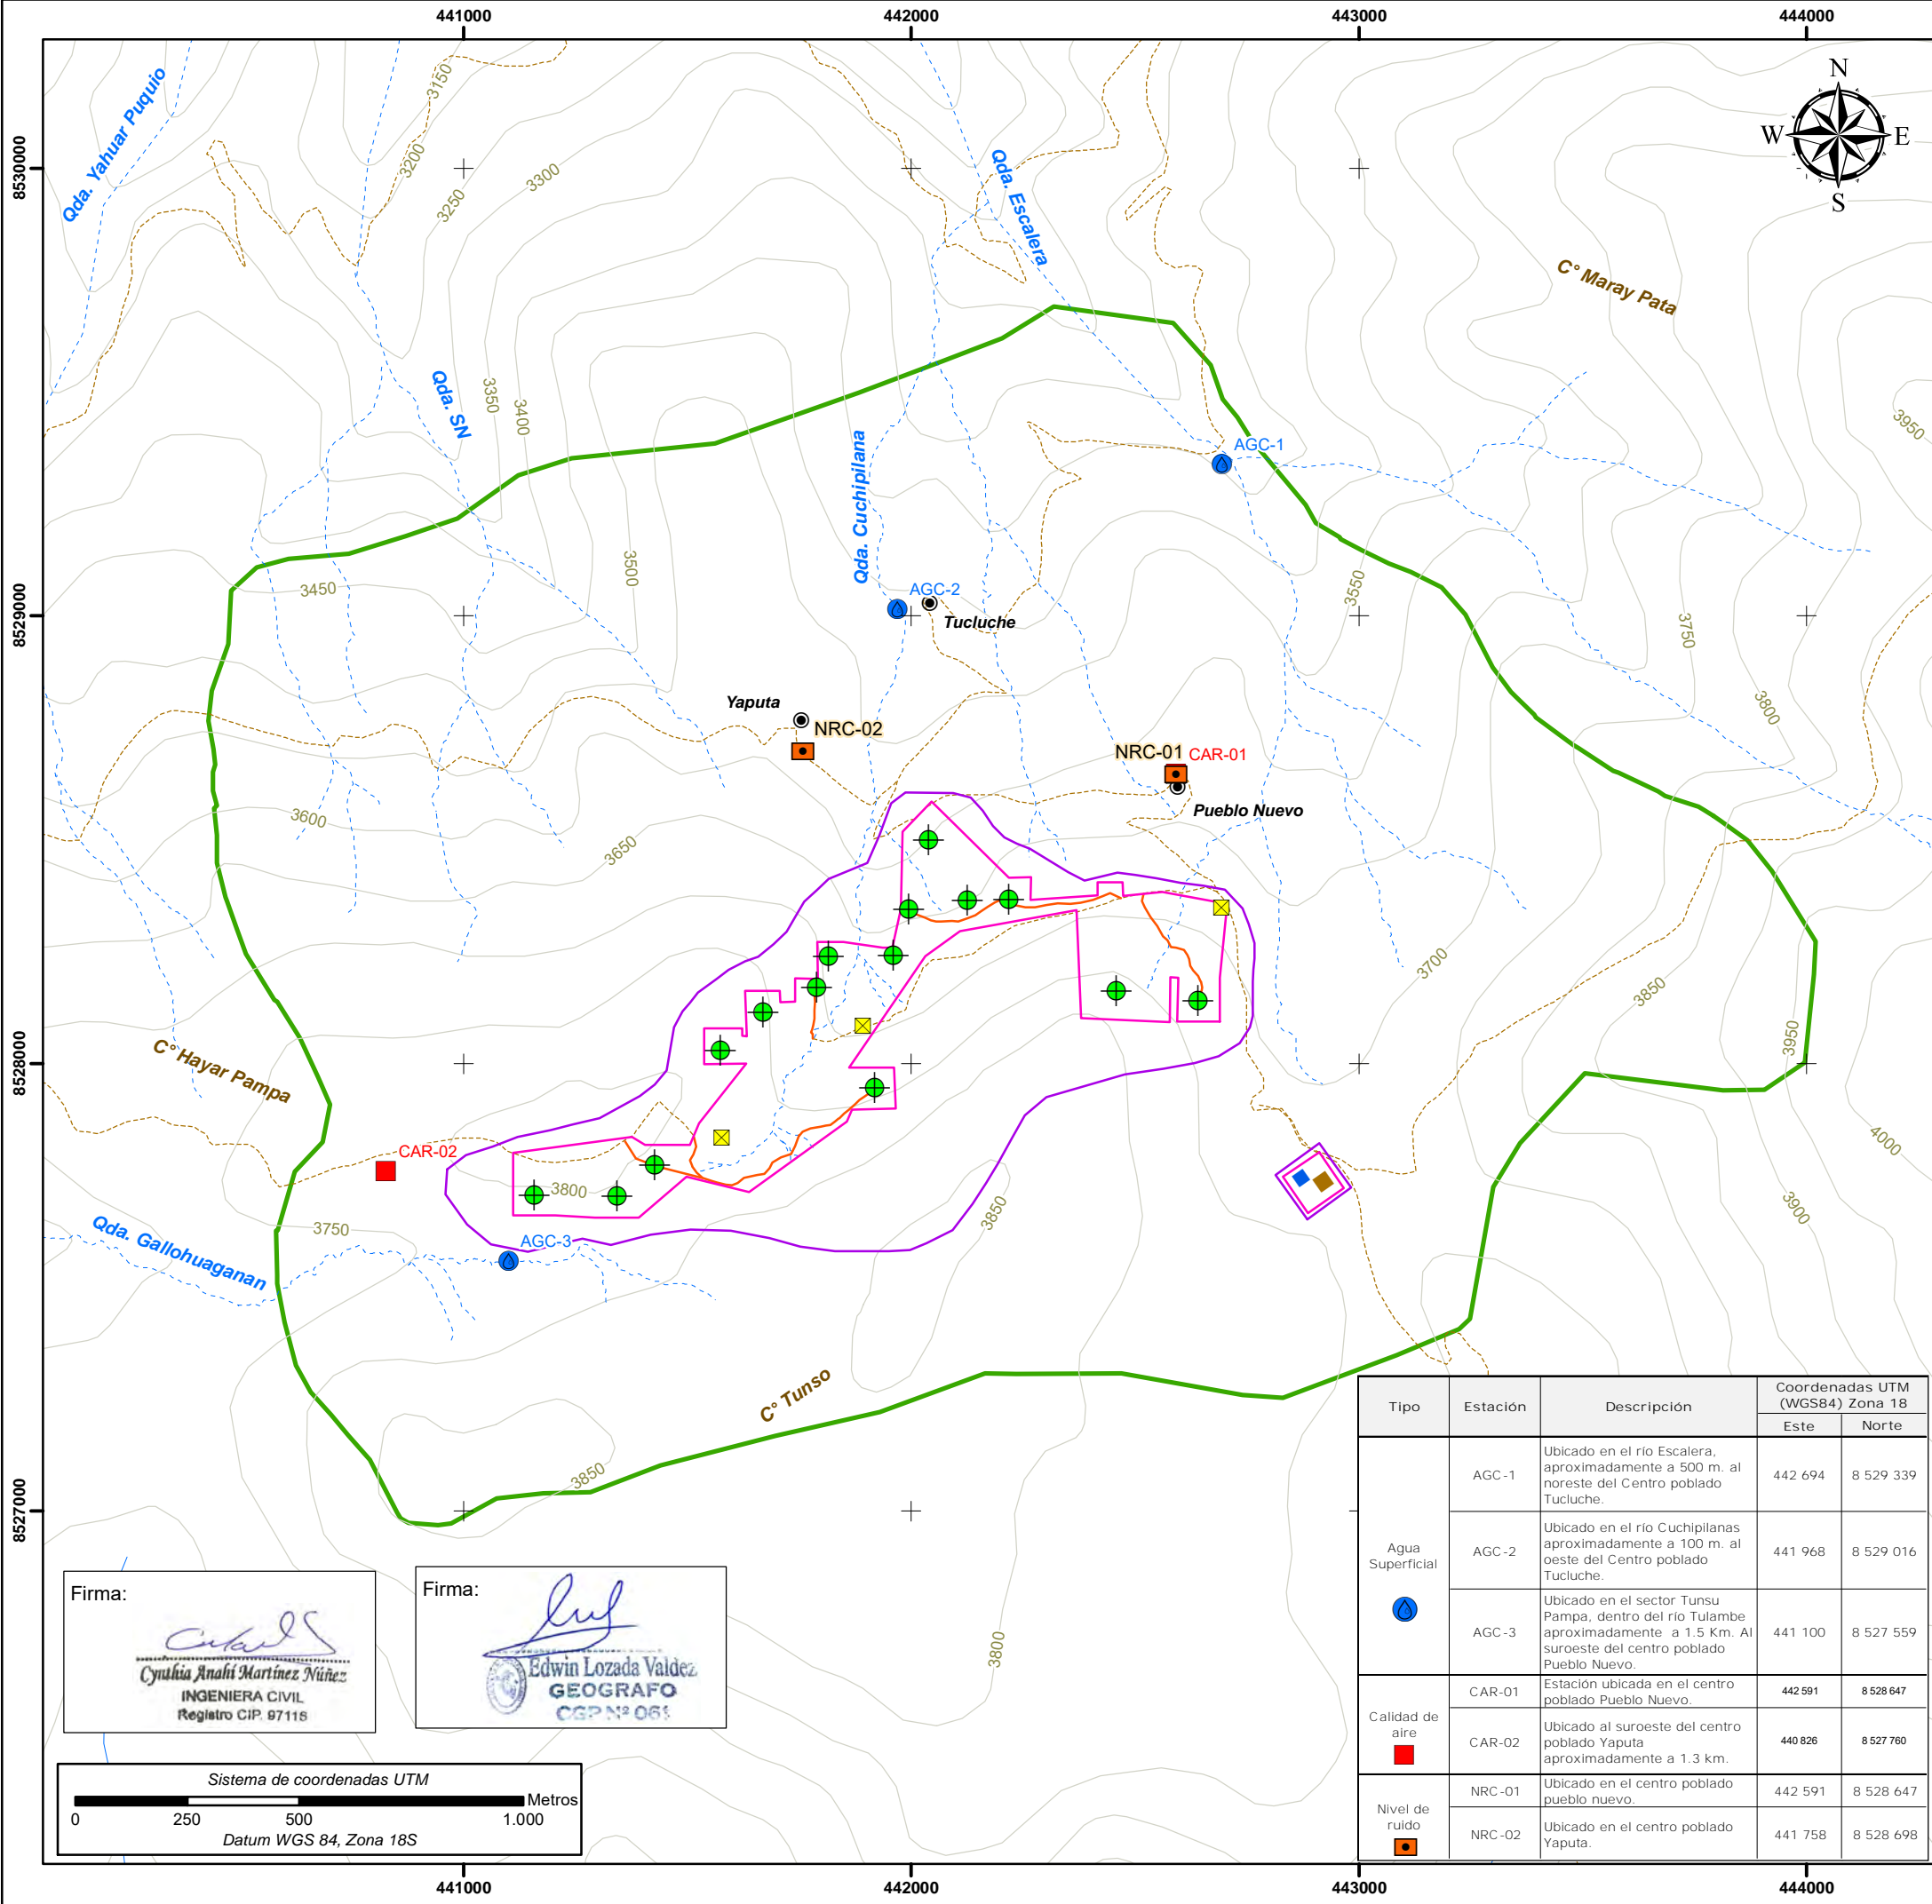 441000
442000
443000
444000
8530000
8529000
8528000
8527000
N
W
E
S
Qda. Yahuar Puquio
3150
3200
3250
3300
Qda. Escalera
C° Maray Pata
Qda. SN
3350
3400
3950
AGC-1
Qda. Cuchipilana
3500
3450
AGC-2
Tucluche
3550
3750
3800
Yaputa
NRC-02
NRC-01
CAR-01
Pueblo Nuevo
3600
3650
3700
3850
3950
C° Hayar Pampa
CAR-02
3800
3750
AGC-3
Qda. Gallohuaganan
3850
3900
4000
C° Tunso
3850
3800
Tipo
Estación
Descripción
Coordenadas UTM
(WGS84) Zona 18
Este
Norte
Agua
Superficial
AGC-1
Ubicado en el río Escalera,
aproximadamente a 500 m. al
noreste del Centro poblado
Tucluche.
442 694
8 529 339
AGC-2
Ubicado en el río Cuchipilanas
aproximadamente a 100 m. al
oeste del Centro poblado
Tucluche.
441 968
8 529 016
AGC-3
Ubicado en el sector Tunsu
Pampa, dentro del río Tulambe
aproximadamente a 1.5 Km. Al
suroeste del centro poblado
Pueblo Nuevo.
441 100
8 527 559
Calidad de
aire
CAR-01
Estación ubicada en el centro
poblado Pueblo Nuevo.
442 591
8 528 647
CAR-02
Ubicado al suroeste del centro
poblado Yaputa
aproximadamente a 1.3 km.
440 826
8 527 760
Nivel de
ruido
NRC-01
Ubicado en el centro poblado
pueblo nuevo.
442 591
8 528 647
NRC-02
Ubicado en el centro poblado
Yaputa.
441 758
8 528 698
Firma:
Cynthia Anahí Martínez Núñez
INGENIERA CIVIL
Registro CIP. 97116
Firma:
Edwin Lozada Valdez
GEOGRAFO
CGP Nº 061
Sistema de coordenadas UTM
Metros
0
250
500
1.000
Datum WGS 84, Zona 18S
441000
442000
443000
444000